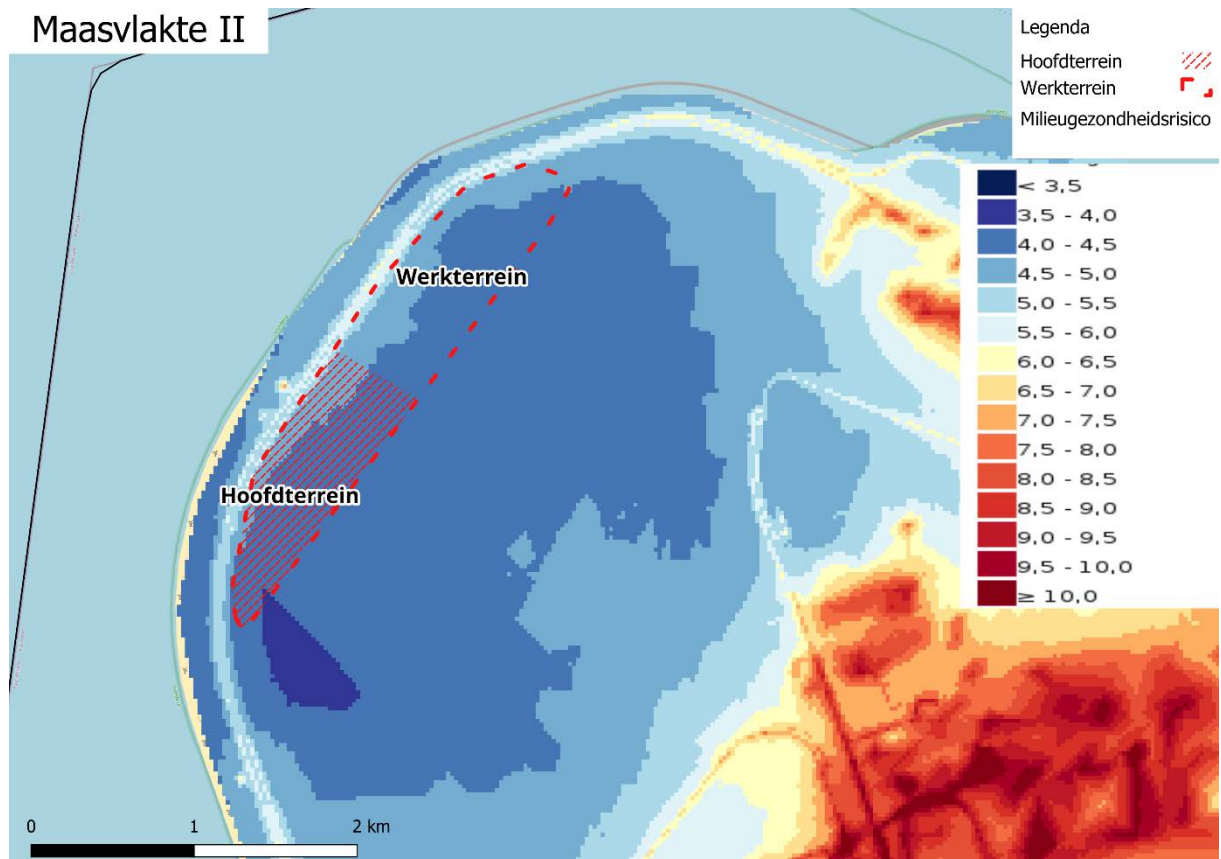 Maasvlakte II
Legenda
Hoofdterrein
Werkterrein
Milieugezondheidsrisico
< 3,5
3,5 - 4,0
4,0 - 4,5
4,5 - 5,0
5,0 - 5,5
5,5 - 6,0
6,0 - 6,5
6,5 - 7,0
7,0 - 7,5
7,5 - 8,0
8,0 - 8,5
8,5 - 9,0
9,0 - 9,5
9,5 - 10,0
≥ 10,0
Werkterrein
Hoofdterrein
0 1 2 km